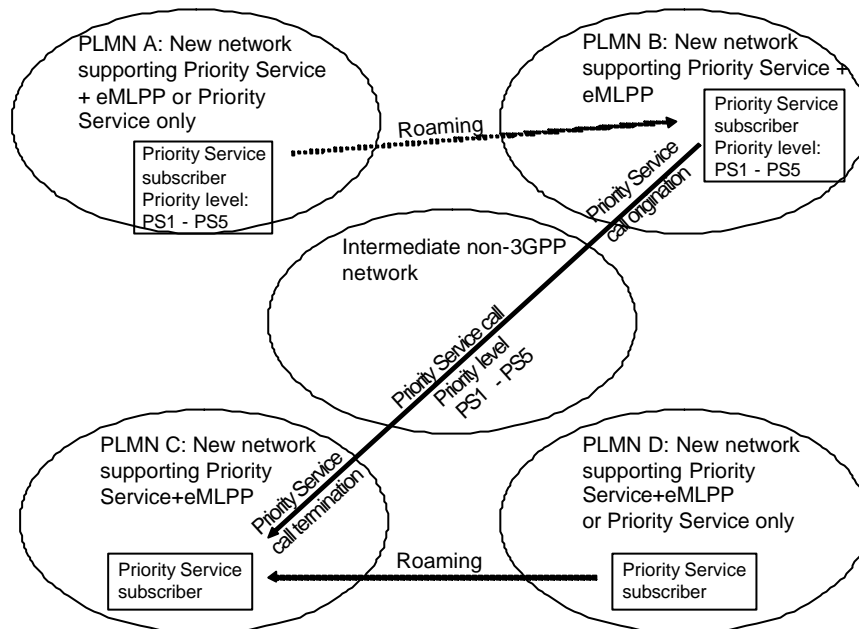 PLMN A: New network
supporting Priority Service
+ eMLPP or Priority
Service only
Priority Service
subscriber
Priority level:
PS1 - PS5
PLMN B: New network
supporting Priority Service +
eMLPP
Priority Service
subscriber
Priority level:
PS1 - PS5
Roaming
Priority Service
call origination
Intermediate non-3GPP
network
Priority Service call
Priority level
PS1 - PS5
PLMN C: New network
supporting Priority
Service+eMLPP
Priority Service
call termination
Priority Service
subscriber
PLMN D: New network
supporting Priority
Service+eMLPP
or Priority Service only
Roaming
Priority Service
subscriber